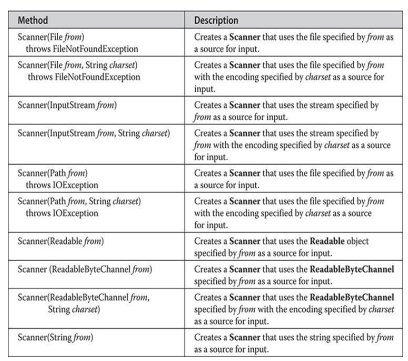 Method Description
Scanner(File from) Creates a Scanner that uses the file specified by from as
throws FileNotFoundException a source for input.
Scanner(File from, String charset) Creates a Scanner that uses the file specified by from
throws FileNotFoundException with the encoding specified by charset as a source for
input.
Scanner(InputStream from) Creates a Scanner that uses the stream specified by
from as a source for input.
Scanner(InputStream from, String charset) Creates a Scanner that uses the stream specified by
from with the encoding specified by charset as a source
for input.
Scanner(Path from) Creates a Scanner that uses the file specified by from as
throws IOException a source for input.
Scanner(Path from, String charset) Creates a Scanner that uses the file specified by from
throws IOException with the encoding specified by charset as a source
for input.
Scanner(Readable from) Creates a Scanner that uses the Readable object
specified by from as a source for input.
Scanner (ReadableByteChannel from) Creates a Scanner that uses the ReadableByteChannel
specified by from as a source for input.
Scanner(ReadableByteChannel from, Creates a Scanner that uses the ReadableByteChannel
String charset) specified by from with the encoding specified by charset
as a source for input.
Scanner(String from) Creates a Scanner that uses the string specified by from
as a source for input.